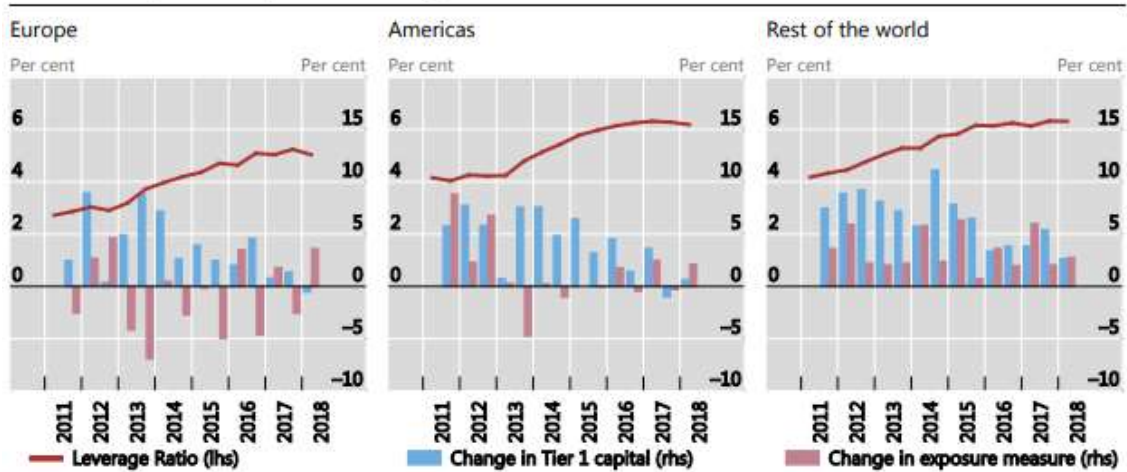 Europe Americas Rest of the world
Per cent Per cent Per cent Per cent Per cent Per cent
6 15 6 15 6 15
4 10 4 10 4 10
2 5 2 5 2 5
0 0 0 0 0 0
–5 –5 –5
–10 –10 –10
2011 2012 2013 2014 2015 2016 2017 2018 2011 2012 2013 2014 2015 2016 2017 2018 2011 2012 2013 2014 2015 2016 2017 2018
Leverage Ratio (lhs) Change in Tier 1 capital (rhs) Change in exposure measure (rhs)